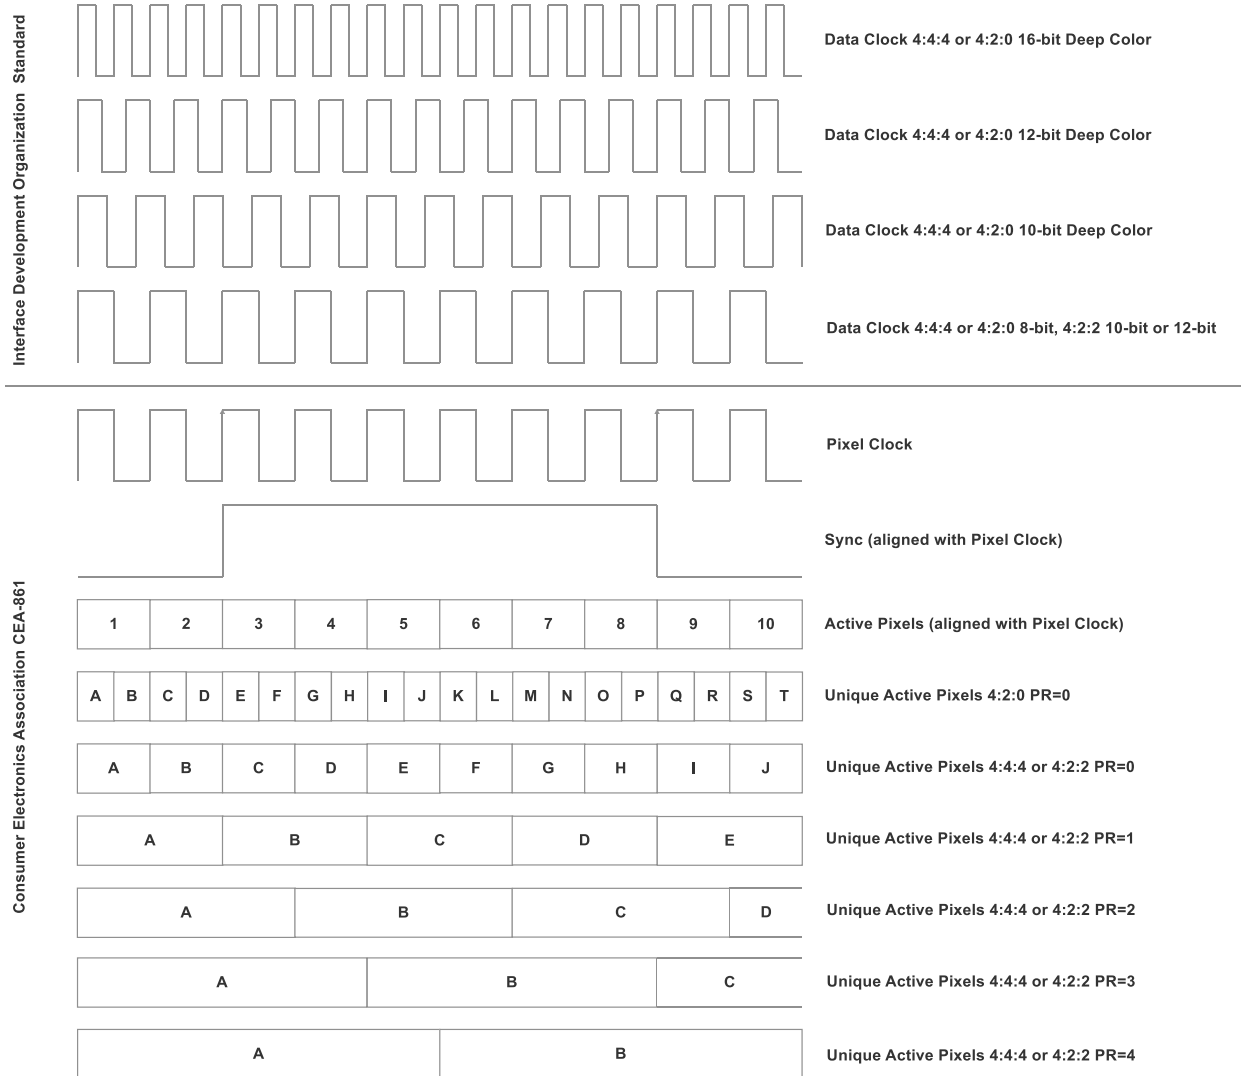 Interface Development Organization Standard
Data Clock 4:4:4 or 4:2:0 16-bit Deep Color
Data Clock 4:4:4 or 4:2:0 12-bit Deep Color
Data Clock 4:4:4 or 4:2:0 10-bit Deep Color
Data Clock 4:4:4 or 4:2:0 8-bit, 4:2:2 10-bit or 12-bit
Consumer Electronics Association CEA-861
Pixel Clock
Sync (aligned with Pixel Clock)
1 2 3 4 5 6 7 8 9 10 Active Pixels (aligned with Pixel Clock)
A B C D E F G H I J K L M N O P Q R S T Unique Active Pixels 4:2:0 PR=0
A B C D E F G H I J Unique Active Pixels 4:4:4 or 4:2:2 PR=0
A B C D E Unique Active Pixels 4:4:4 or 4:2:2 PR=1
A B C D Unique Active Pixels 4:4:4 or 4:2:2 PR=2
A B C Unique Active Pixels 4:4:4 or 4:2:2 PR=3
A B Unique Active Pixels 4:4:4 or 4:2:2 PR=4